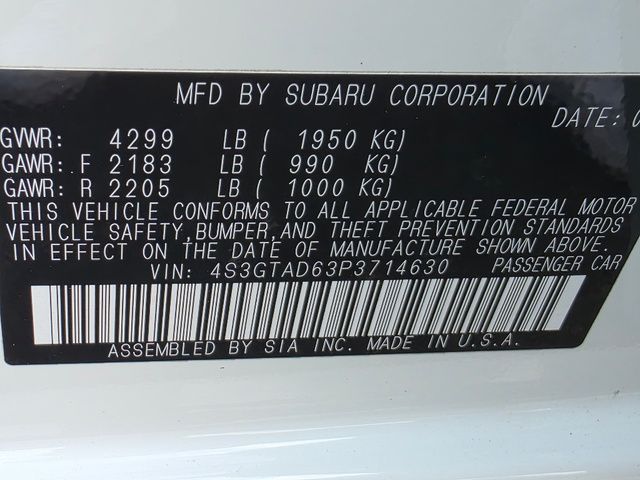 MFD BY SUBARU CORPORATION
DATE: 0
GVWR: 4299 LB ( 1950 KG)
GAWR: F 2183 LB ( 990 KG)
GAWR: R 2205 LB ( 1000 KG)
THIS VEHICLE CONFORMS TO ALL APPLICABLE FEDERAL MOTOR
VEHICLE SAFETY,BUMPER,AND THEFT PREVENTION STANDARDS
IN EFFECT ON THE DATE OF MANUFACTURE SHOWN ABOVE.
VIN: 4S3GTAD63P3714630 PASSENGER CAR
ASSEMBLED BY SIA INC. MADE IN U.S.A.